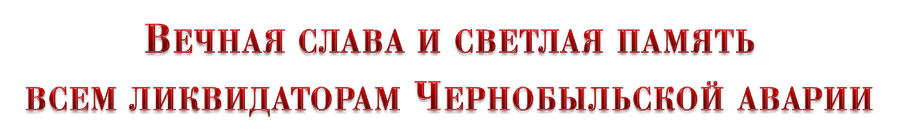 Вечная слава и светлая память
всем ликвидаторам Чернобыльской аварии